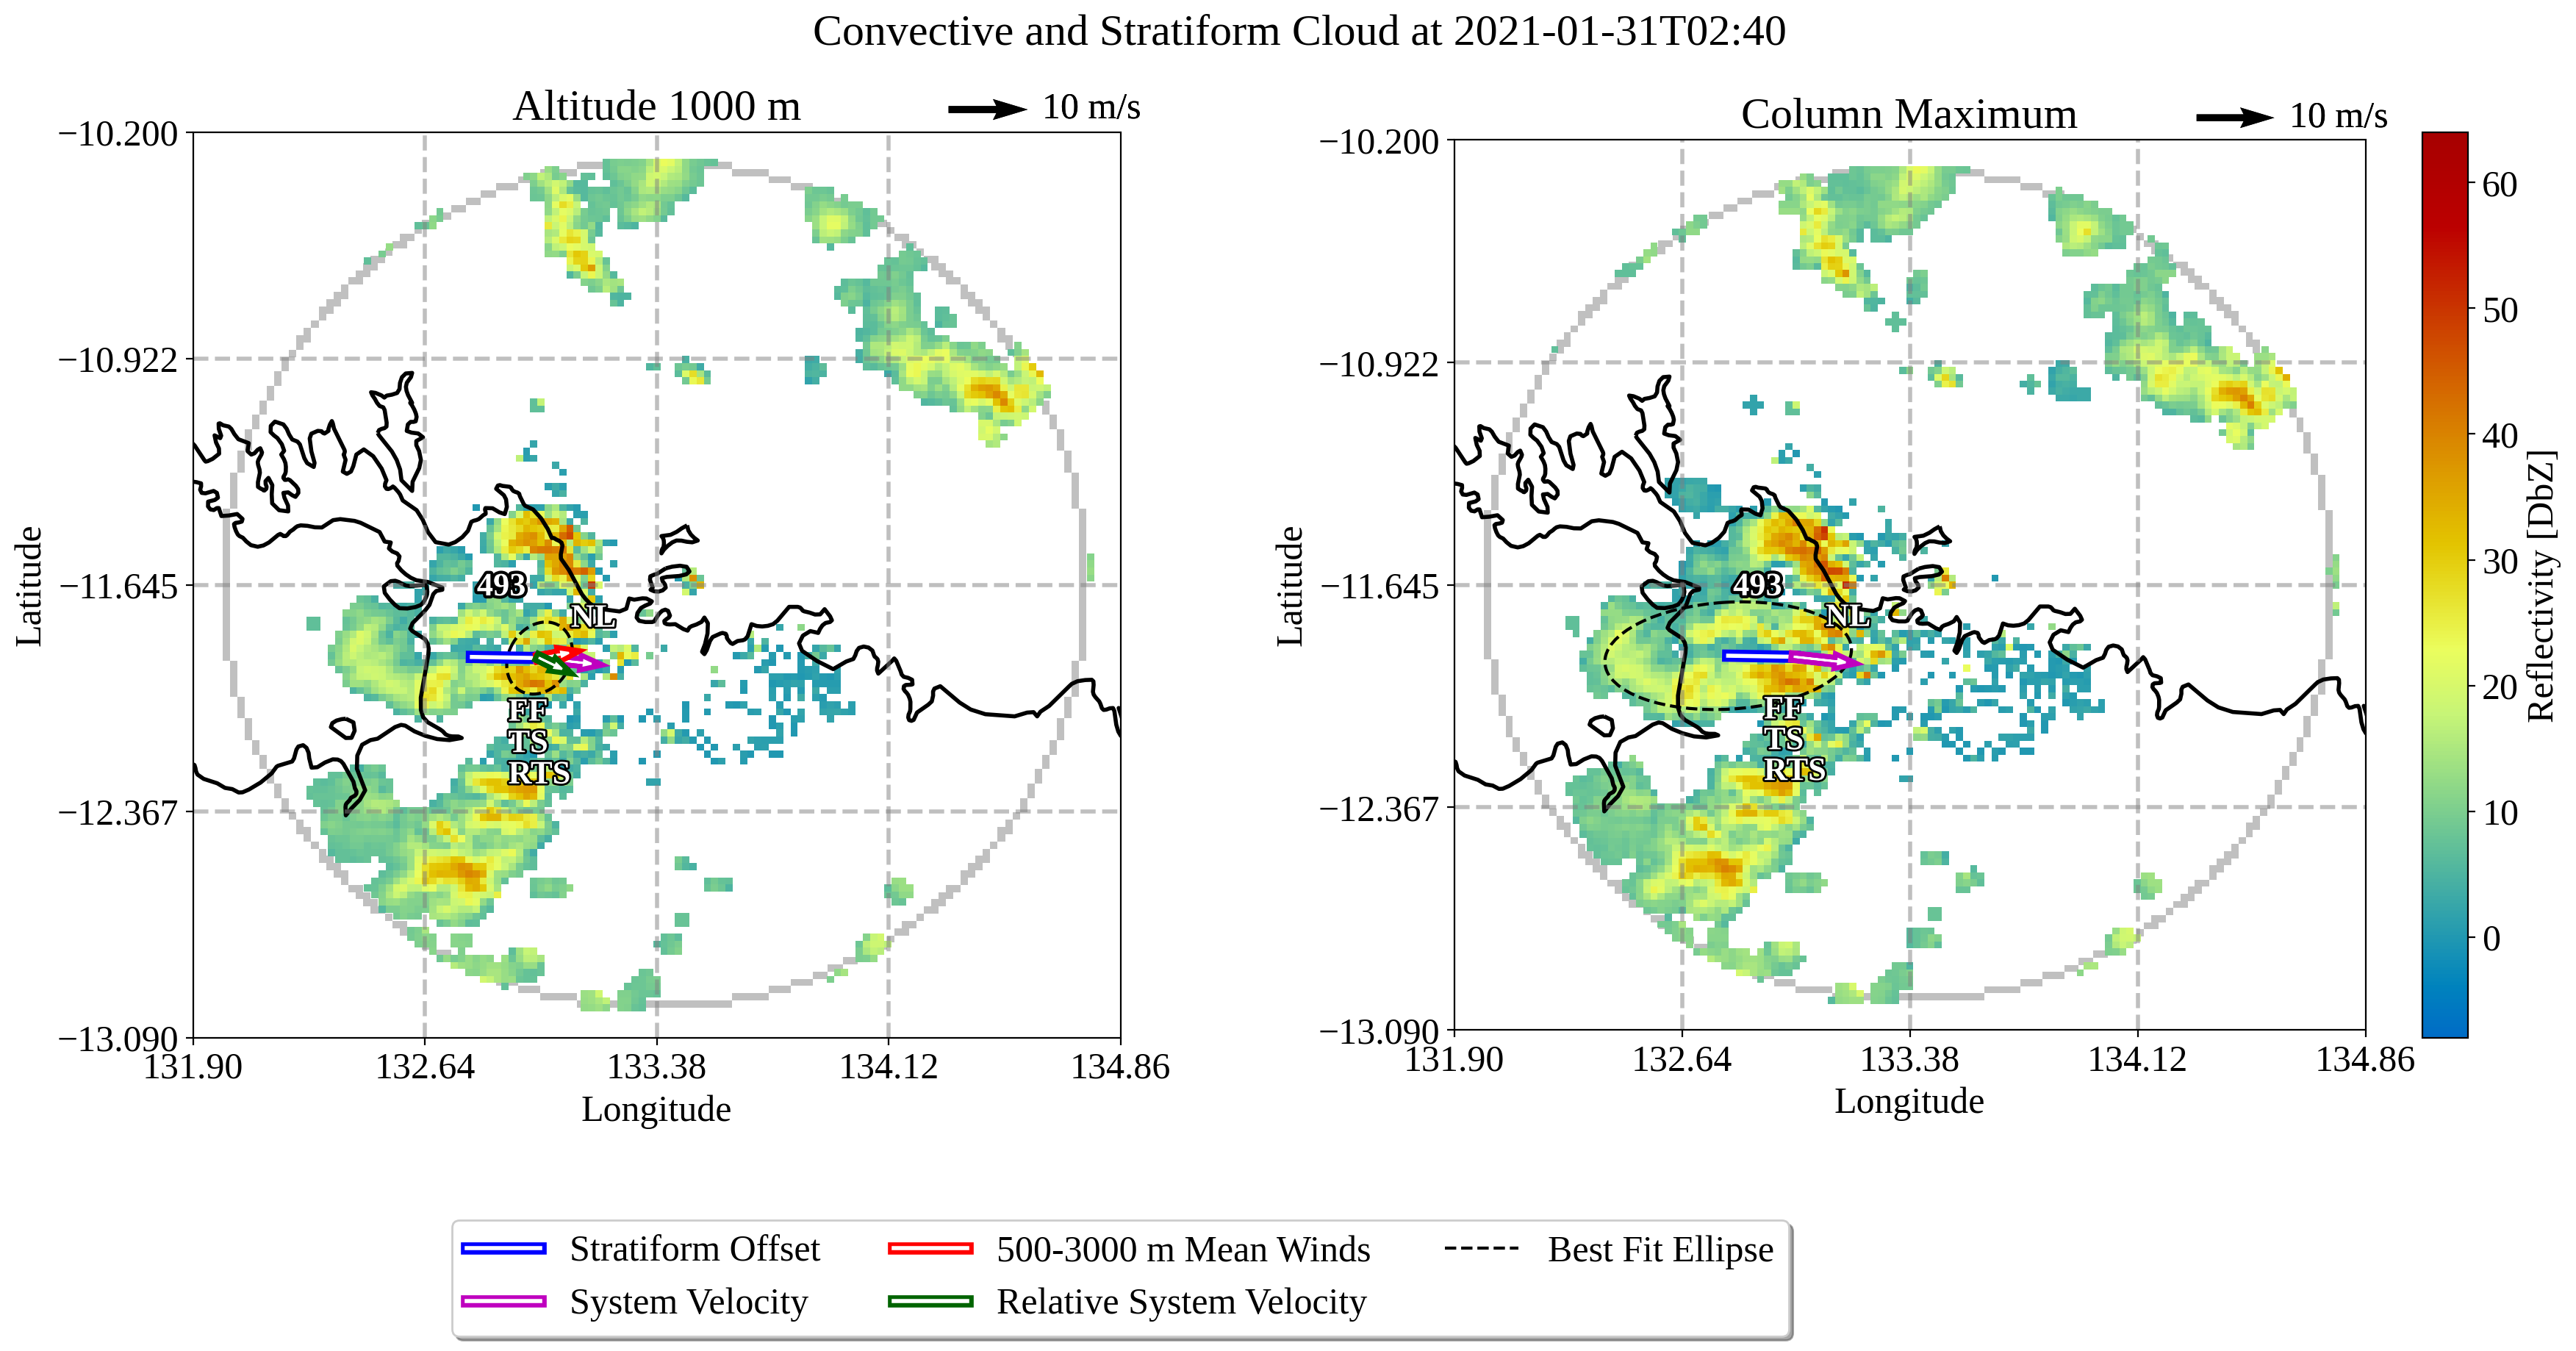 Convective and Stratiform Cloud at 2021-01-31T02:40
Altitude 1000 m
10 m/s
−10.200
−10.922
−11.645
−12.367
−13.090
Latitude
131.90
132.64
133.38
134.12
134.86
Longitude
493
NL
FF
TS
RTS
Column Maximum
10 m/s
−10.200
−10.922
−11.645
−12.367
−13.090
Latitude
131.90
132.64
133.38
134.12
134.86
Longitude
493
NL
FF
TS
RTS
60
50
40
30
20
10
0
Reflectivity [DbZ]
Stratiform Offset
System Velocity
500-3000 m Mean Winds
Relative System Velocity
Best Fit Ellipse